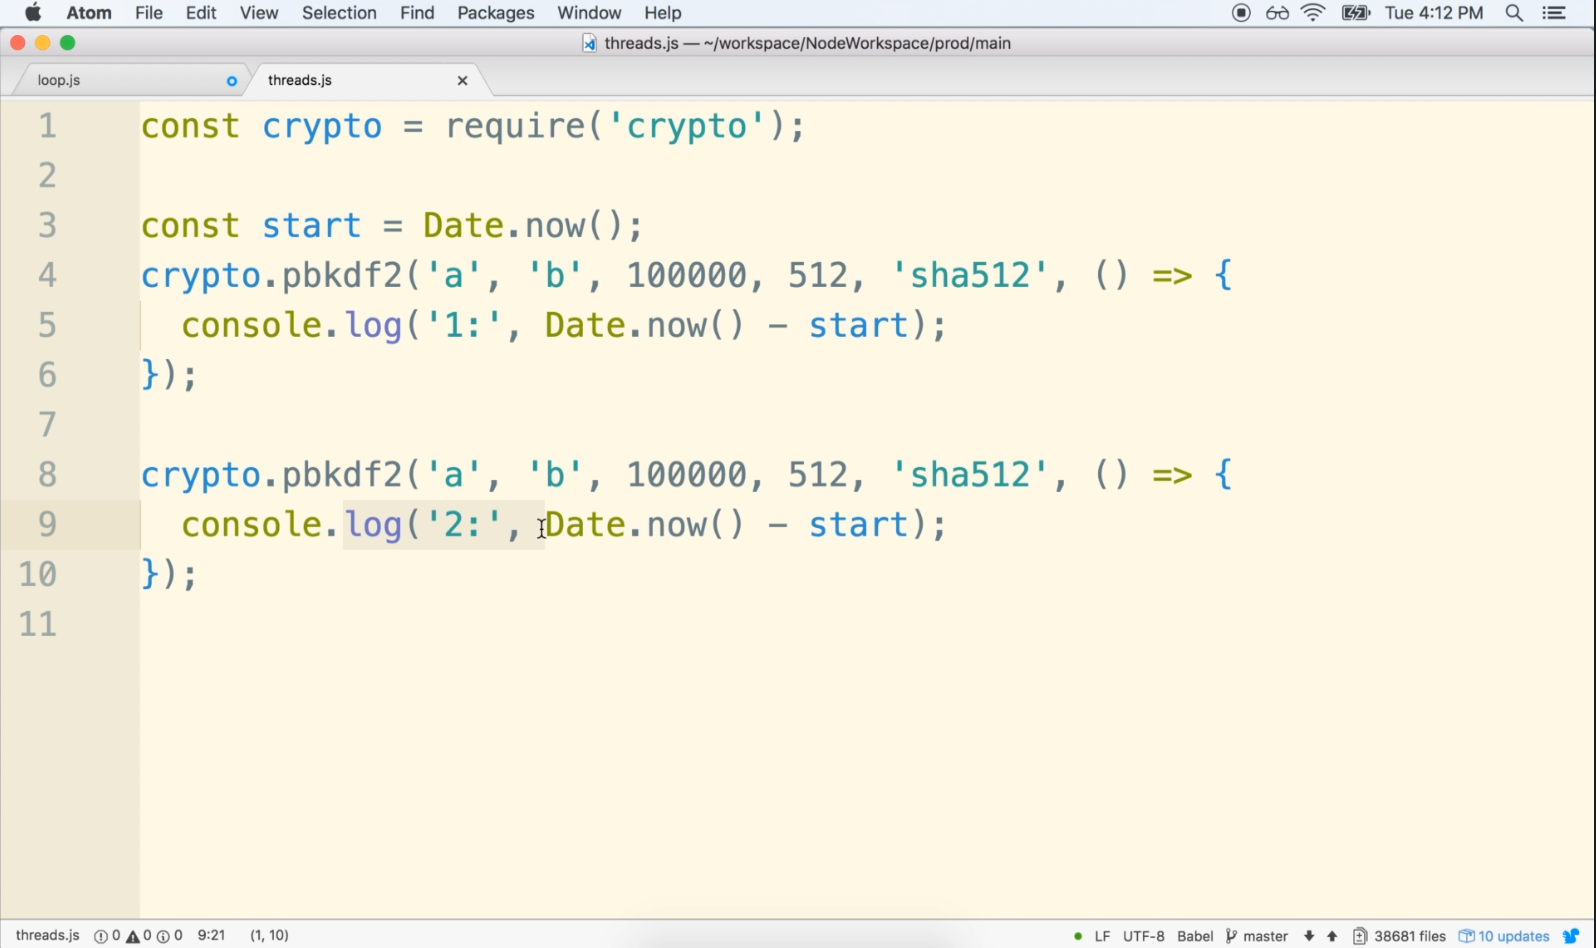 Atom File Edit View Selection Find Packages Window Help Tue 4:12 PM
threads.js — ~/workspace/NodeWorkspace/prod/main
loop.js threads.js
1 const crypto = require('crypto');
2
3 const start = Date.now();
4 crypto.pbkdf2('a', 'b', 100000, 512, 'sha512', () => {
5 console.log('1:', Date.now() - start);
6 });
7
8 crypto.pbkdf2('a', 'b', 100000, 512, 'sha512', () => {
9 console.log('2:', Date.now() - start);
10 });
11
threads.js 0 0 0 9:21 (1, 10) LF UTF-8 Babel master 38681 files 10 updates